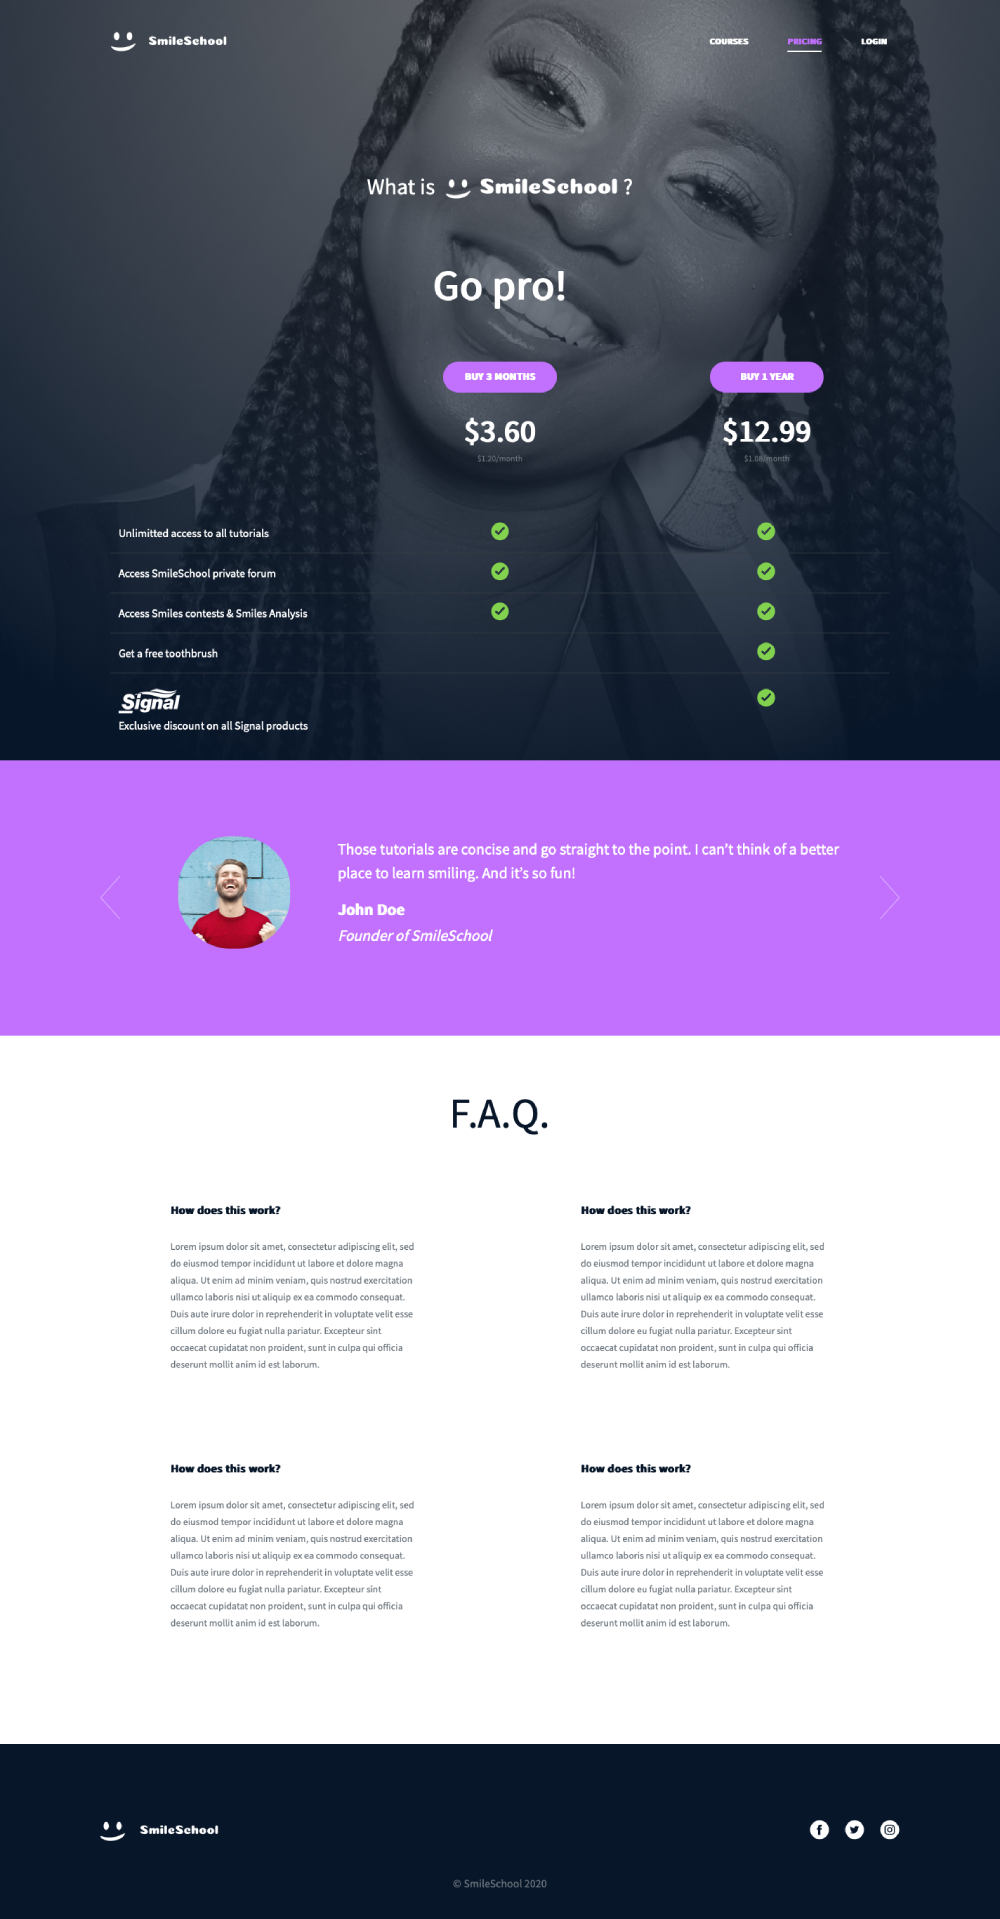 SmileSchool
COURSES
PRICING
LOGIN
What is SmileSchool ?
Go pro!
BUY 3 MONTHS
BUY 1 YEAR
$3.60
$12.99
$1.20/month
$1.08/month
Unlimitted access to all tutorials
Access SmileSchool private forum
Access Smiles contests & Smiles Analysis
Get a free toothbrush
Signal
Exclusive discount on all Signal products
Those tutorials are concise and go straight to the point. I can’t think of a better
place to learn smiling. And it’s so fun!
John Doe
Founder of SmileSchool
F.A.Q.
How does this work?
Lorem ipsum dolor sit amet, consectetur adipiscing elit, sed
do eiusmod tempor incididunt ut labore et dolore magna
aliqua. Ut enim ad minim veniam, quis nostrud exercitation
ullamco laboris nisi ut aliquip ex ea commodo consequat.
Duis aute irure dolor in reprehenderit in voluptate velit esse
cillum dolore eu fugiat nulla pariatur. Excepteur sint
occaecat cupidatat non proident, sunt in culpa qui officia
deserunt mollit anim id est laborum.
How does this work?
Lorem ipsum dolor sit amet, consectetur adipiscing elit, sed
do eiusmod tempor incididunt ut labore et dolore magna
aliqua. Ut enim ad minim veniam, quis nostrud exercitation
ullamco laboris nisi ut aliquip ex ea commodo consequat.
Duis aute irure dolor in reprehenderit in voluptate velit esse
cillum dolore eu fugiat nulla pariatur. Excepteur sint
occaecat cupidatat non proident, sunt in culpa qui officia
deserunt mollit anim id est laborum.
How does this work?
Lorem ipsum dolor sit amet, consectetur adipiscing elit, sed
do eiusmod tempor incididunt ut labore et dolore magna
aliqua. Ut enim ad minim veniam, quis nostrud exercitation
ullamco laboris nisi ut aliquip ex ea commodo consequat.
Duis aute irure dolor in reprehenderit in voluptate velit esse
cillum dolore eu fugiat nulla pariatur. Excepteur sint
occaecat cupidatat non proident, sunt in culpa qui officia
deserunt mollit anim id est laborum.
How does this work?
Lorem ipsum dolor sit amet, consectetur adipiscing elit, sed
do eiusmod tempor incididunt ut labore et dolore magna
aliqua. Ut enim ad minim veniam, quis nostrud exercitation
ullamco laboris nisi ut aliquip ex ea commodo consequat.
Duis aute irure dolor in reprehenderit in voluptate velit esse
cillum dolore eu fugiat nulla pariatur. Excepteur sint
occaecat cupidatat non proident, sunt in culpa qui officia
deserunt mollit anim id est laborum.
SmileSchool
© SmileSchool 2020